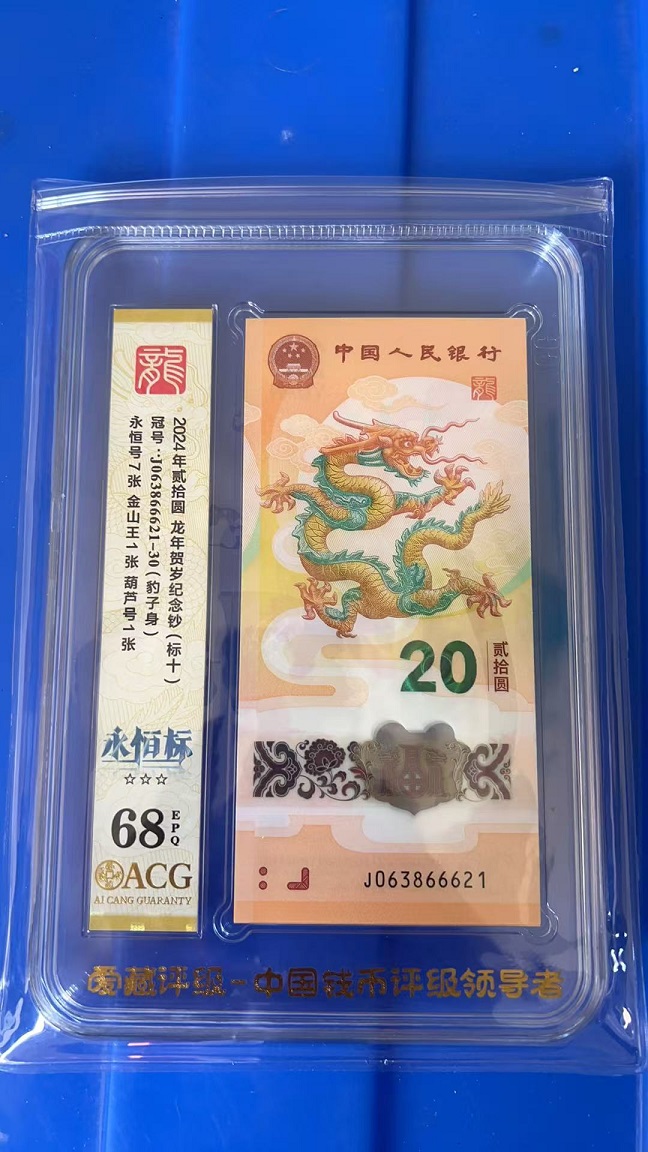 龍
2024年贰拾圆 龙年贺岁纪念钞(标十)
冠号:J063866621-30(豹子身)
永恒号7张 金山王1张 葫芦号1张
永恒标
☆☆☆
68 EPQ
ACG
AI CANG GUARANTY
中国人民银行
龍
20
贰拾圆
福
J063866621
爱藏评级-中国钱币评级领导者